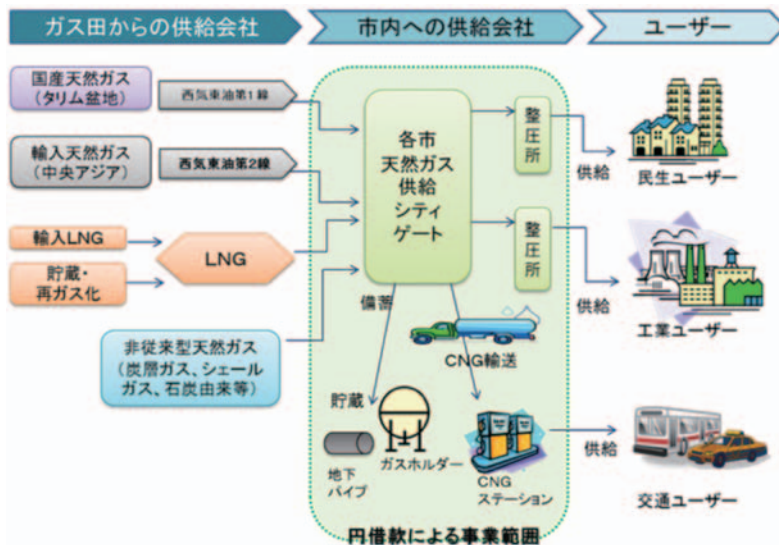 ガス田からの供給会社
市内への供給会社
ユーザー
国産天然ガス
(タリム盆地)
西気東油第1線
輸入天然ガス
(中央アジア)
西気東油第2線
輸入LNG
貯蔵・
再ガス化
LNG
非従来型天然ガス
(炭層ガス、シェール
ガス、石炭由来等)
各市
天然ガス
供給
シティ
ゲート
整
圧
所
供給
民生ユーザー
整
圧
所
供給
工業ユーザー
備蓄
CNG輸送
貯蔵
地下
パイプ
ガスホルダー
CNG
ステーション
供給
交通ユーザー
円借款による事業範囲